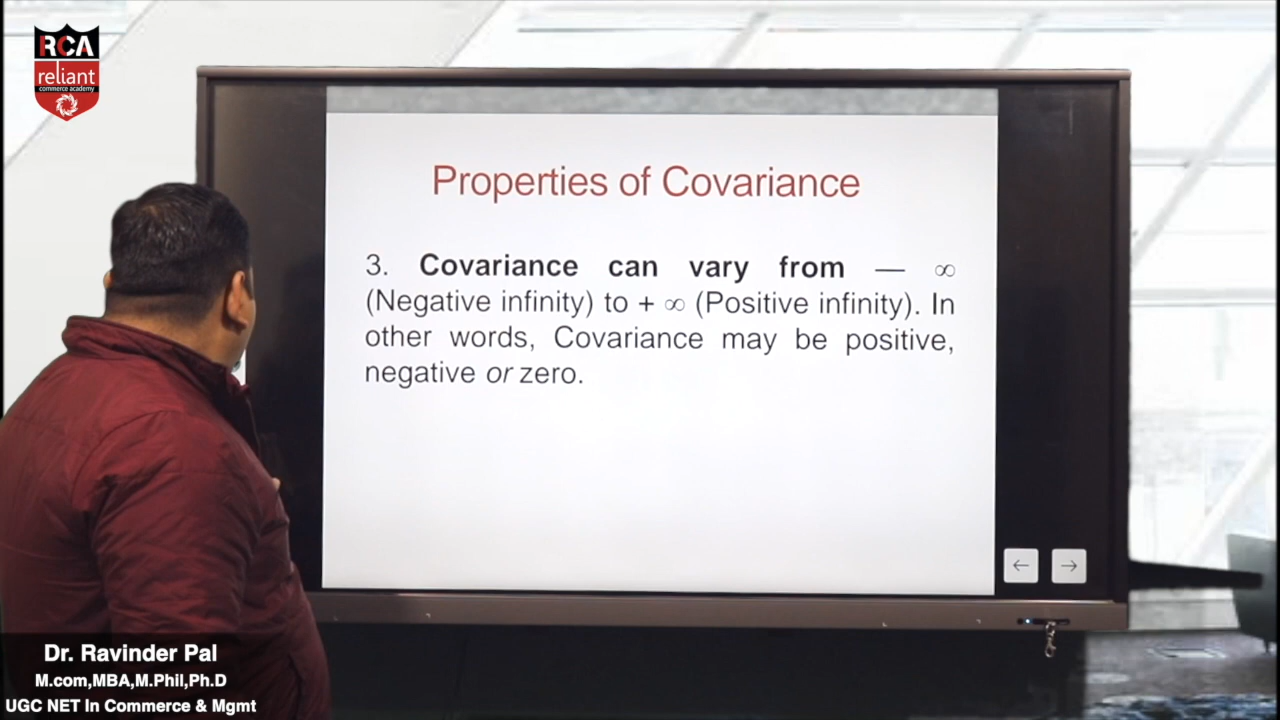 RCA
reliant
commerce academy
Properties of Covariance
3. Covariance can vary from — ∞
(Negative infinity) to + ∞ (Positive infinity). In
other words, Covariance may be positive,
negative or zero.
← →
Dr. Ravinder Pal
M.com,MBA,M.Phil,Ph.D
UGC NET In Commerce & Mgmt